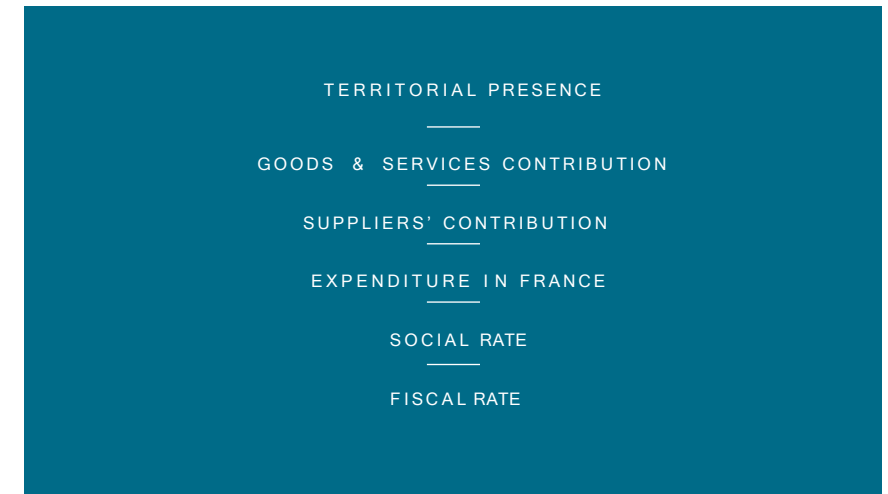 TERRITORIAL PRESENCE
GOODS & SERVICES CONTRIBUTION
SUPPLIERS’ CONTRIBUTION
EXPENDITURE IN FRANCE
SOCIAL RATE
FISCAL RATE